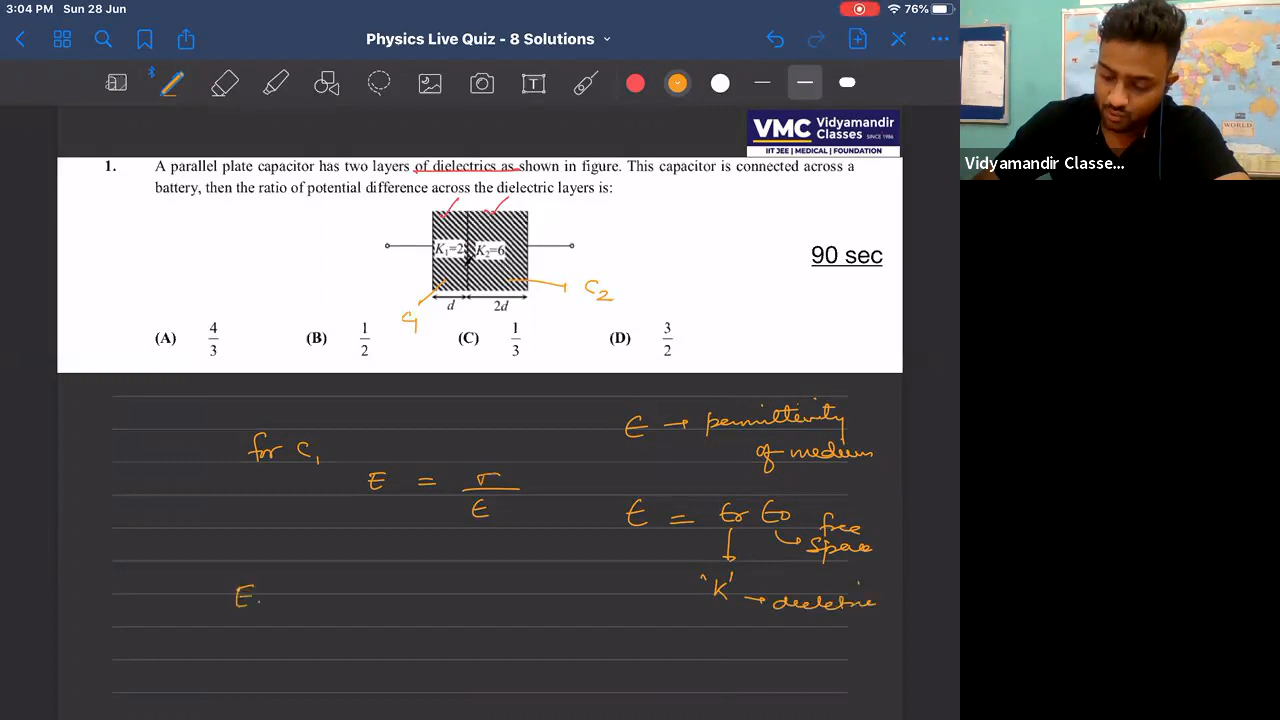 3:04 PM Sun 28 Jun
76%
Physics Live Quiz - 8 Solutions
VMC Vidyamandir Classes SINCE 1986
IIT JEE | MEDICAL | FOUNDATION
WORLD
Vidyamandir Classe...
1. A parallel plate capacitor has two layers of dielectrics as shown in figure. This capacitor is connected across a
battery, then the ratio of potential difference across the dielectric layers is:
K₁=2 K₂=6
90 sec
C₁ C₂
d 2d
(A) 4/3 (B) 1/2 (C) 1/3 (D) 3/2
for C₁
E = σ/ϵ
ϵ → permittivity
of medium
ϵ = ϵr ϵ0
free
space
'K' → dielectric
E